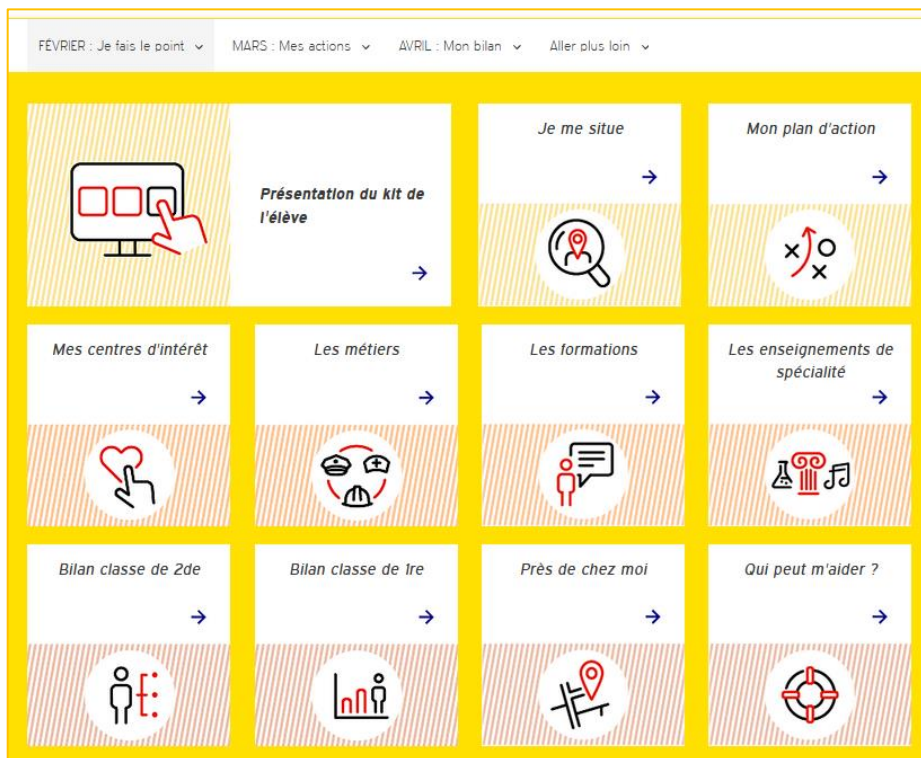 FÉVRIER : Je fais le point
MARS : Mes actions
AVRIL : Mon bilan
Aller plus loin
Présentation du kit de
l'élève
Je me situe
Mon plan d'action
Mes centres d'intérêt
Les métiers
Les formations
Les enseignements de
spécialité
Bilan classe de 2de
Bilan classe de 1re
Près de chez moi
Qui peut m'aider ?